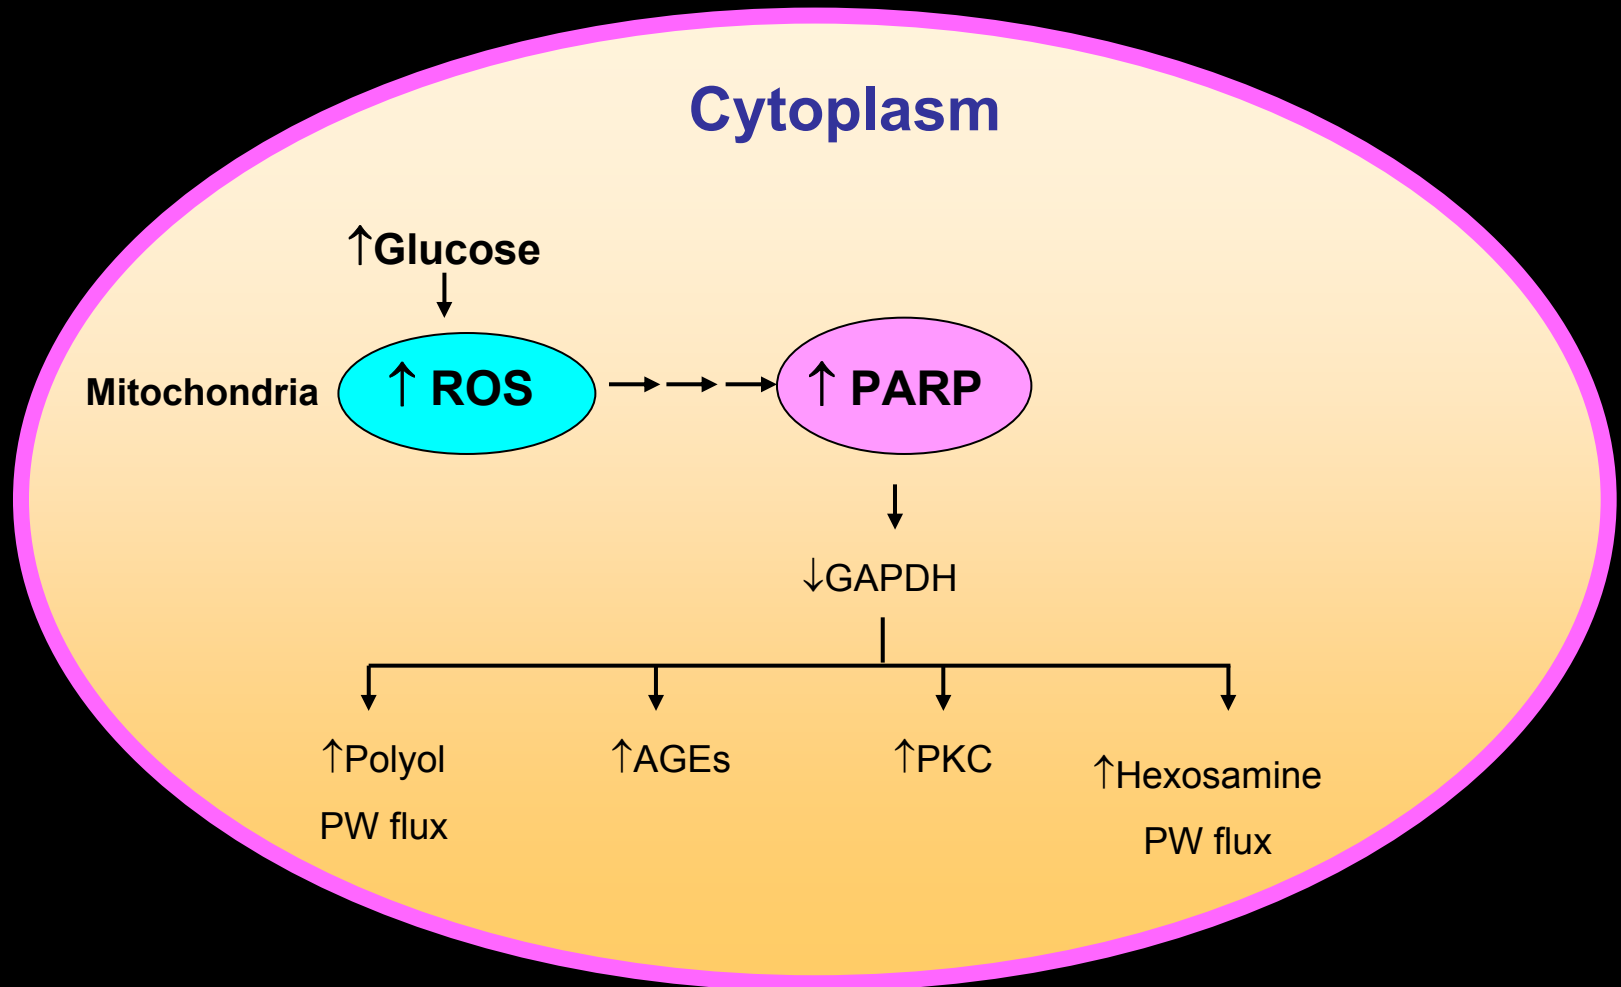 Cytoplasm
↑Glucose
Mitochondria
↑ ROS
↑ PARP
↓GAPDH
↑Polyol
PW flux
↑AGEs
↑PKC
↑Hexosamine
PW flux